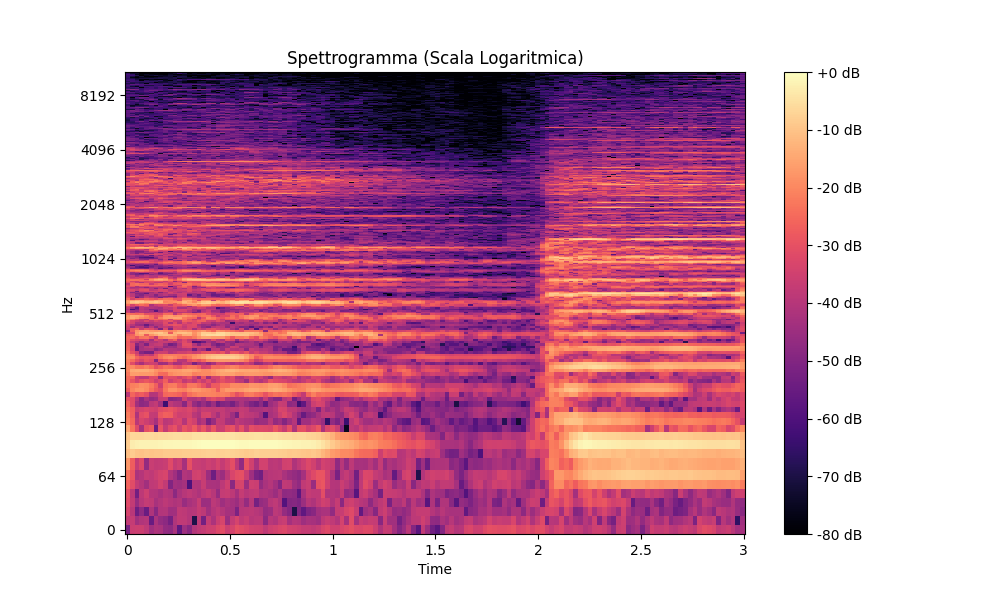 Spettrogramma (Scala Logaritmica)
Hz
8192
4096
2048
1024
512
256
128
64
0
0
0.5
1
1.5
2
2.5
3
Time
+0 dB
-10 dB
-20 dB
-30 dB
-40 dB
-50 dB
-60 dB
-70 dB
-80 dB